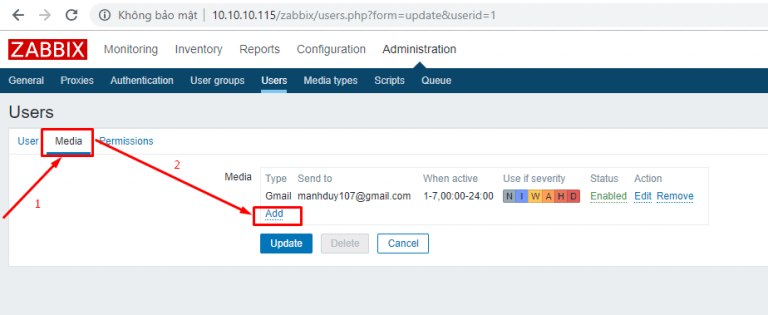 Không bảo mật | 10.10.10.115/zabbix/users.php?form=update&userid=1
ZABBIX Monitoring Inventory Reports Configuration Administration
General Proxies Authentication User groups Users Media types Scripts Queue
Users
User Media Permissions
2
Media Type Send to When active Use if severity Status Action
Gmail manhduy107@gmail.com 1-7,00:00-24:00 N I W A H D Enabled Edit Remove
1
Add
Update Delete Cancel